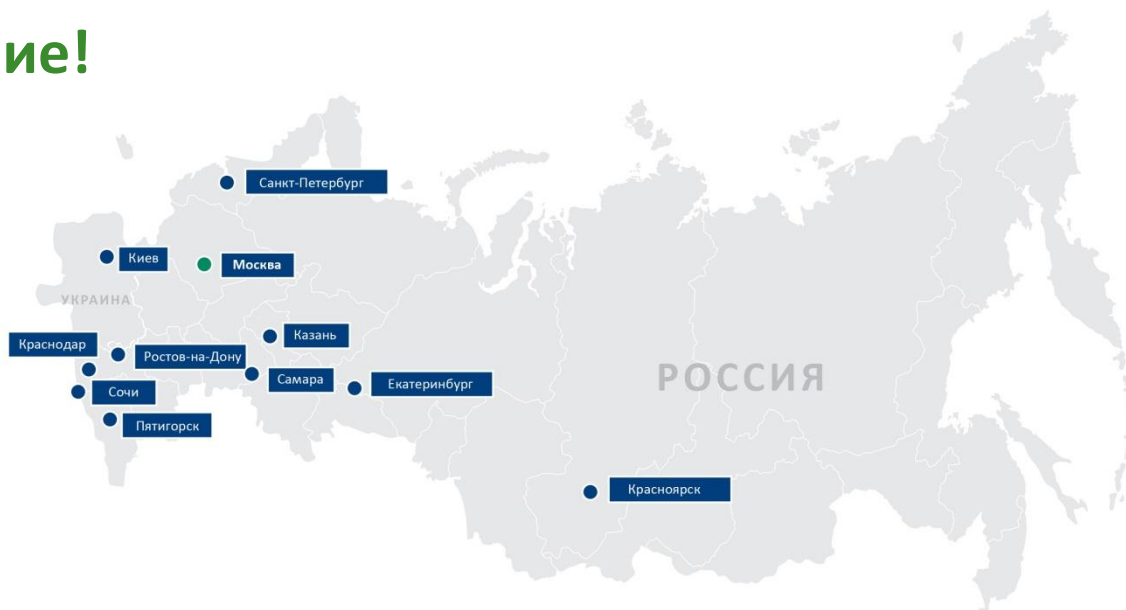 ие!
Санкт-Петербург
Киев
Москва
УКРАИНА
Казань
Краснодар
Ростов-на-Дону
Самара
Екатеринбург
РОССИЯ
Сочи
Пятигорск
Красноярск